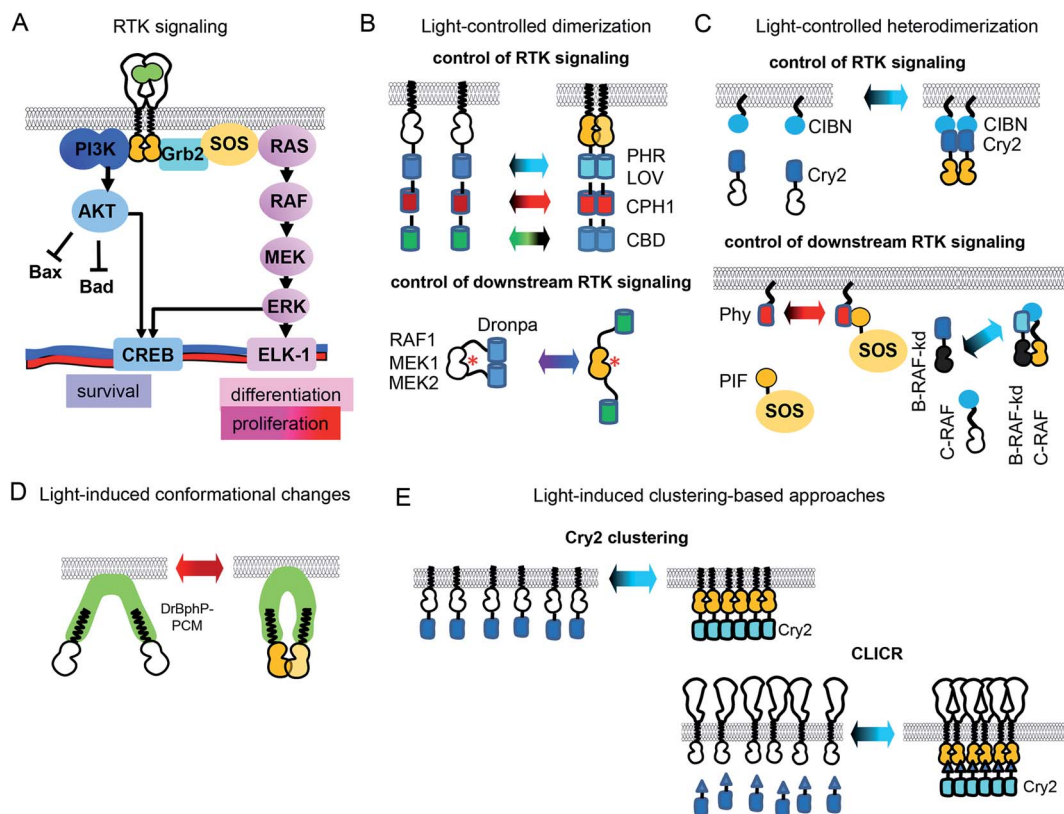 A
RTK signaling
PI3K
Grb2
SOS
RAS
AKT
RAF
Bax
Bad
MEK
ERK
CREB
ELK-1
survival
differentiation
proliferation
B
Light-controlled dimerization
control of RTK signaling
PHR
LOV
CPH1
CBD
control of downstream RTK signaling
RAF1
MEK1
MEK2
Dronpa
*
*
C
Light-controlled heterodimerization
control of RTK signaling
CIBN
Cry2
CIBN
Cry2
control of downstream RTK signaling
Phy
SOS
PIF
SOS
B-RAF-kd
C-RAF
B-RAF-kd
C-RAF
D
Light-induced conformational changes
DrBphP-
PCM
E
Light-induced clustering-based approaches
Cry2 clustering
Cry2
CLICR
Cry2